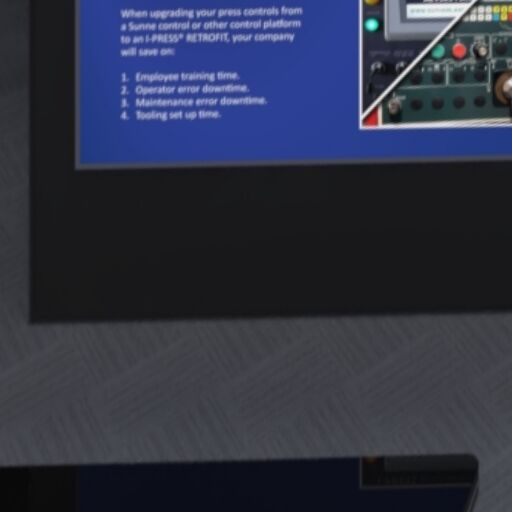 When upgrading your press controls from
a Sunne control or other control platform
to an I-PRESS® RETROFIT, your company
will save on:
1. Employee training time.
2. Operator error downtime.
3. Maintenance error downtime.
4. Tooling set up time.